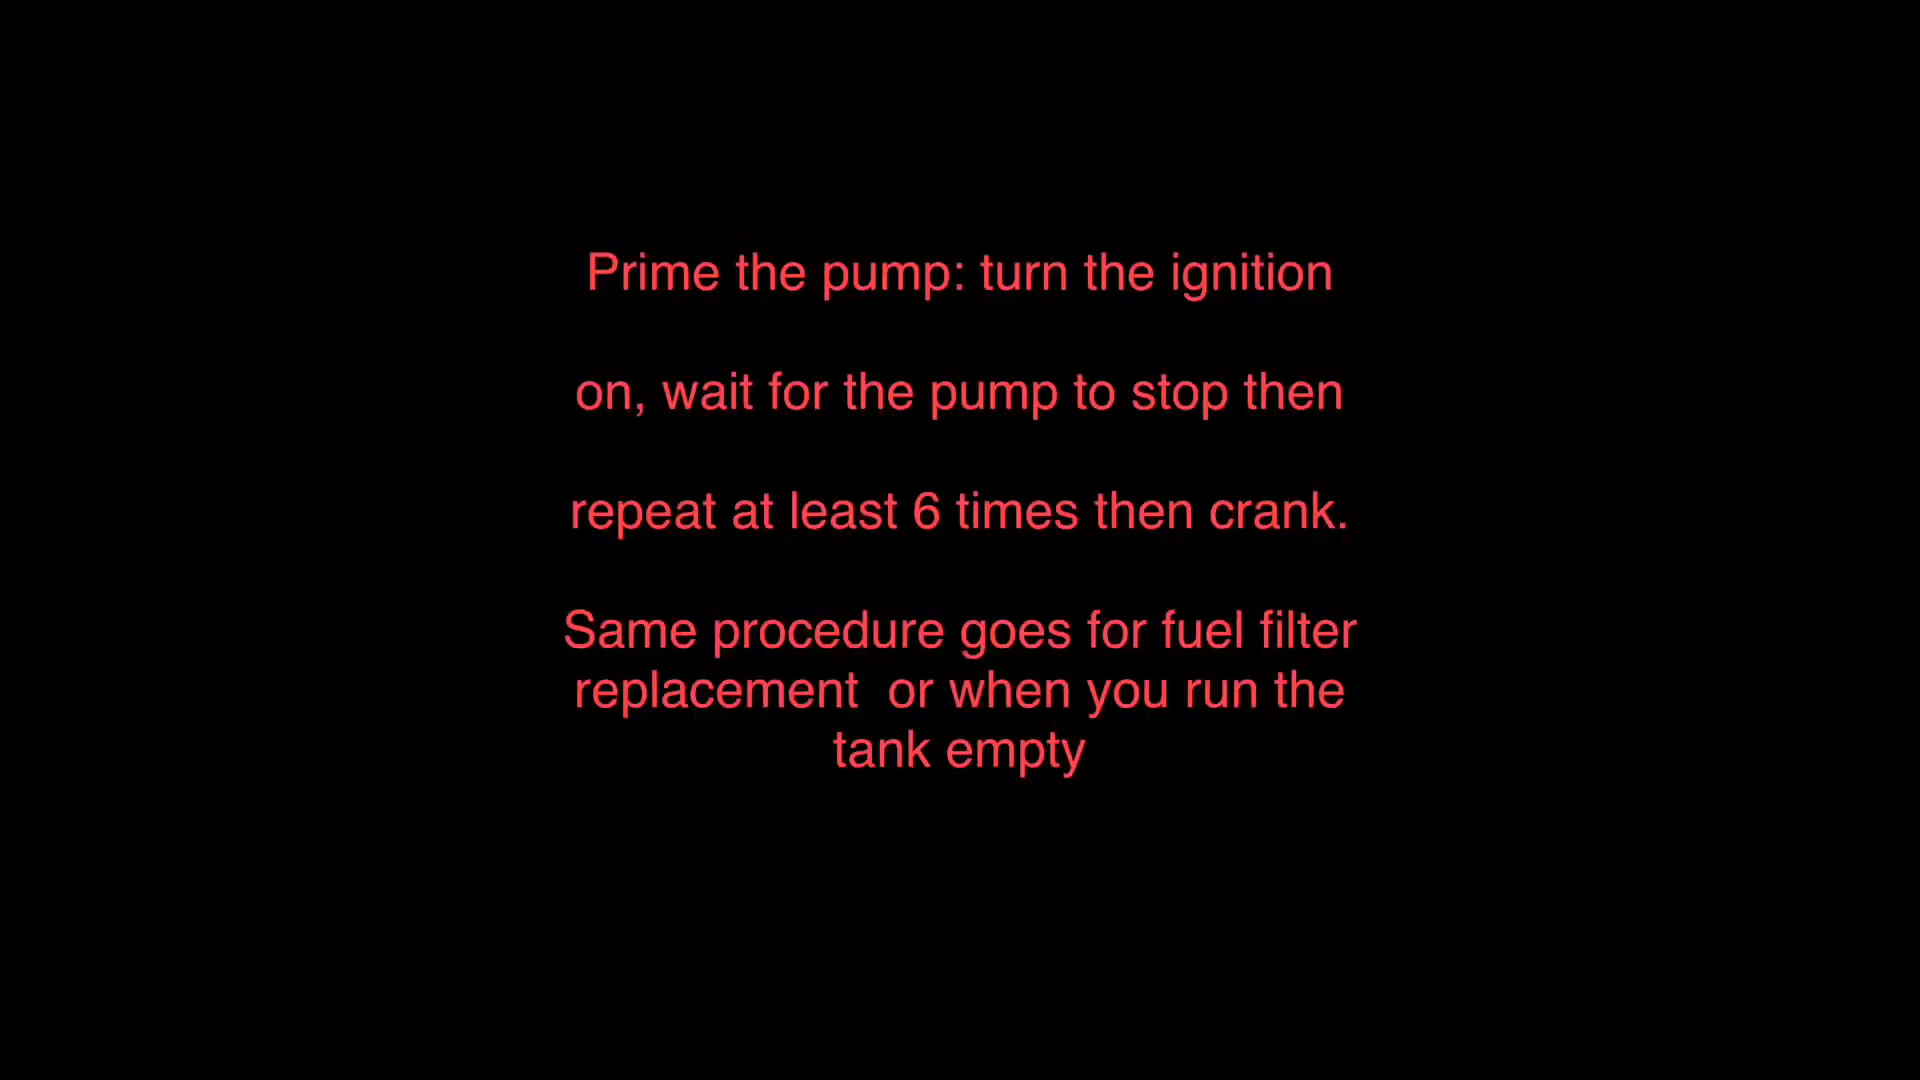 Prime the pump: turn the ignition
on, wait for the pump to stop then
repeat at least 6 times then crank.
Same procedure goes for fuel filter
replacement  or when you run the
tank empty